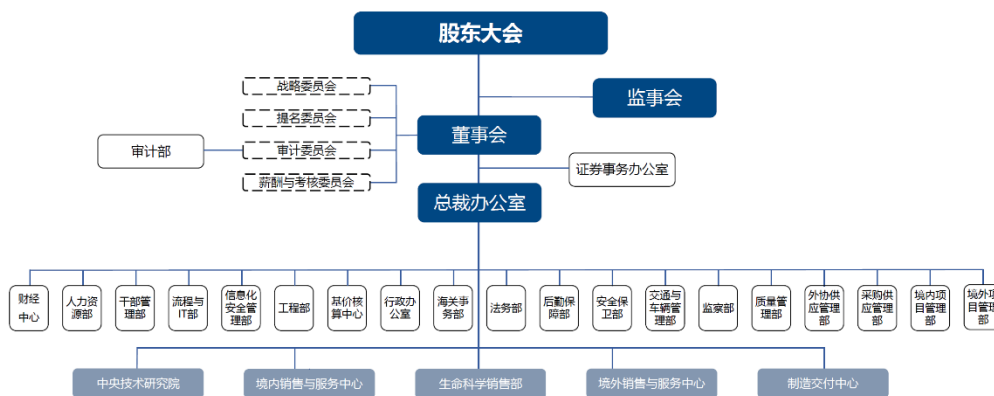 股东大会
监事会
战略委员会
提名委员会
董事会
审计部
审计委员会
证券事务办公室
薪酬与考核委员会
总裁办公室
财经
中心
人力资
源部
干部管
理部
流程与
IT部
信息化
安全管
理部
工程部
基价核
算中心
行政办
公室
海关事
务部
法务部
后勤保
障部
安全保
卫部
交通与
车辆管
理部
监察部
质量管
理部
外协供
应管理
部
采购供
应管理
部
境内项
目管理
部
境外项
目管理
部
中央技术研究院
境内销售与服务中心
生命科学销售部
境外销售与服务中心
制造交付中心